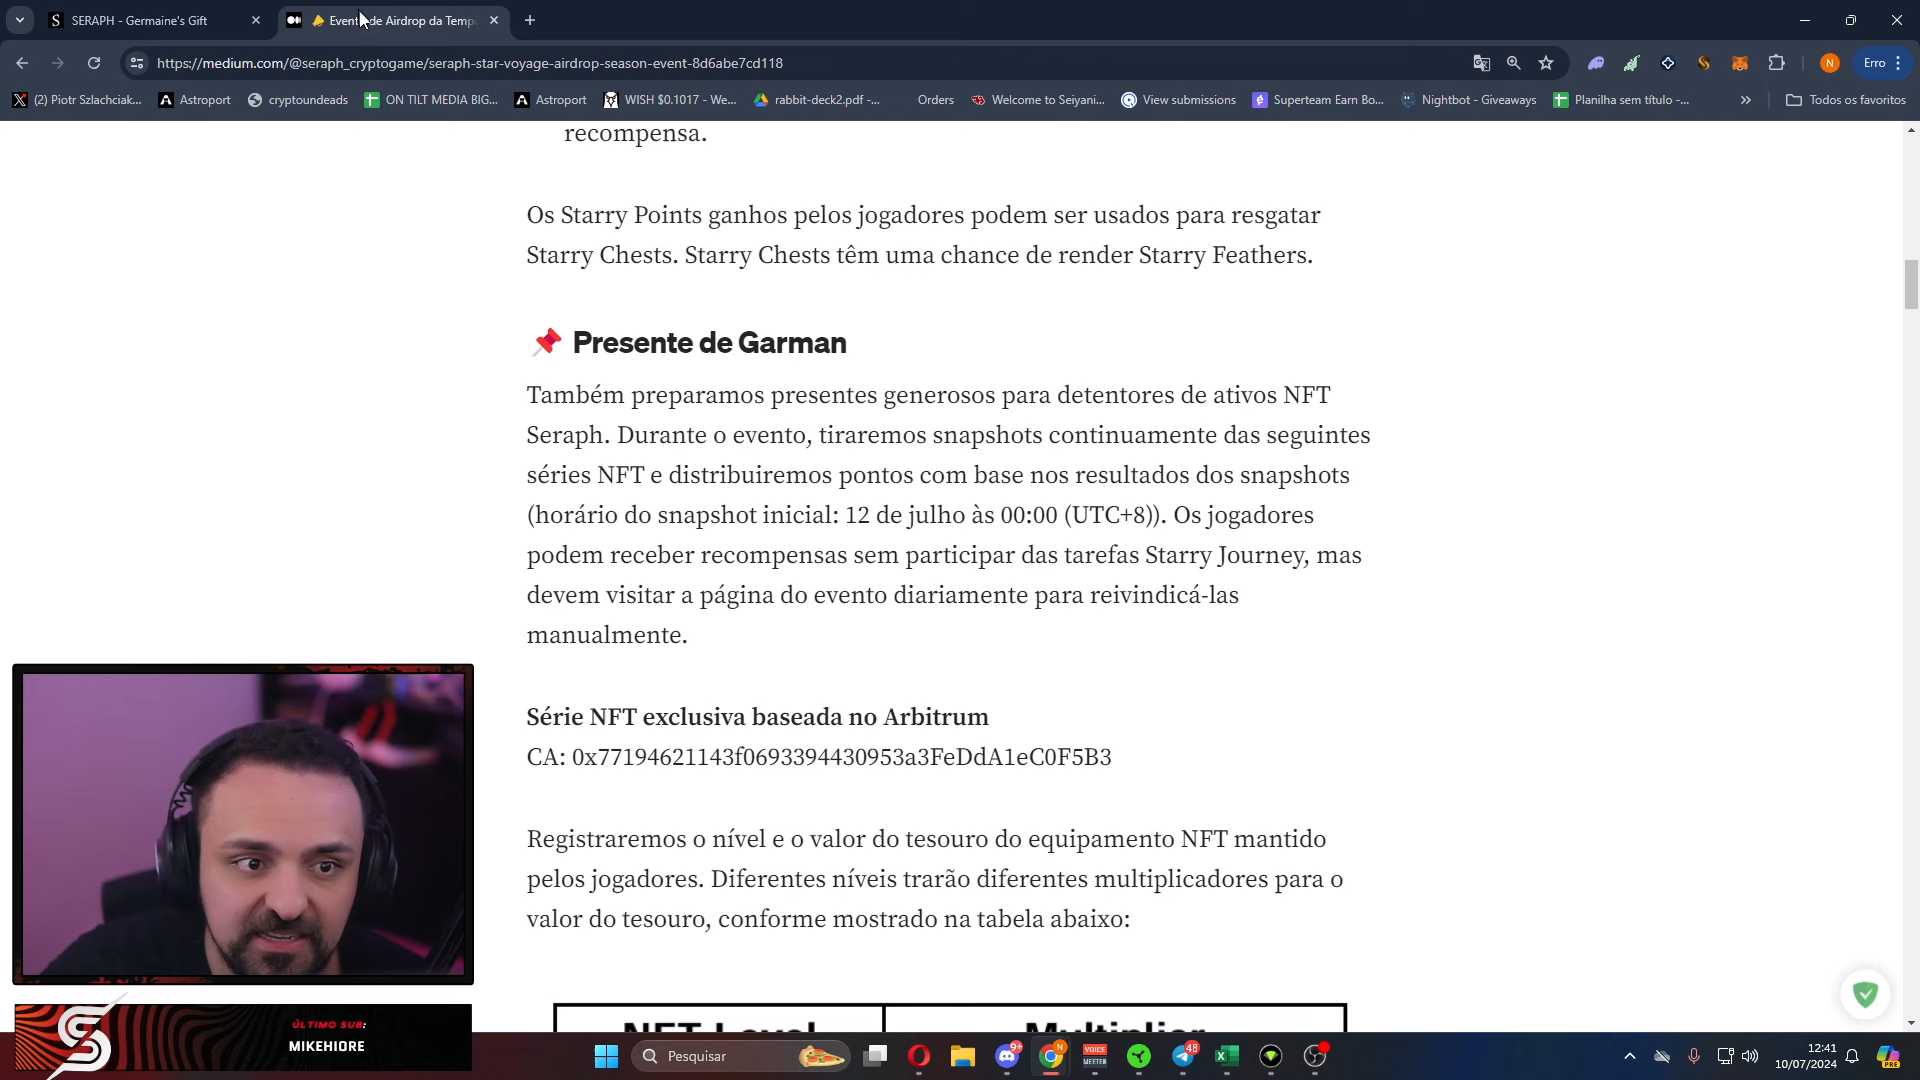 SERAPH - Germaine's Gift
Evento de Airdrop da Temp
https://medium.com/@seraph_cryptogame/seraph-star-voyage-airdrop-season-event-8d6abe7cd118
N
Erro
(2) Piotr Szlachciak...
Astroport
cryptoundeads
ON TILT MEDIA BIG...
Astroport
WISH $0.1017 - We...
rabbit-deck2.pdf -...
Orders
Welcome to Seiyani...
View submissions
Superteam Earn Bo...
Nightbot - Giveaways
Planilha sem título -...
»
Todos os favoritos
recompensa.
Os Starry Points ganhos pelos jogadores podem ser usados para resgatar
Starry Chests. Starry Chests têm uma chance de render Starry Feathers.
📌 Presente de Garman
Também preparamos presentes generosos para detentores de ativos NFT
Seraph. Durante o evento, tiraremos snapshots continuamente das seguintes
séries NFT e distribuiremos pontos com base nos resultados dos snapshots
(horário do snapshot inicial: 12 de julho às 00:00 (UTC+8)). Os jogadores
podem receber recompensas sem participar das tarefas Starry Journey, mas
devem visitar a página do evento diariamente para reivindicá-las
manualmente.
Série NFT exclusiva baseada no Arbitrum
CA: 0x77194621143f0693394430953a3FeDdA1eC0F5B3
Registraremos o nível e o valor do tesouro do equipamento NFT mantido
pelos jogadores. Diferentes níveis trarão diferentes multiplicadores para o
valor do tesouro, conforme mostrado na tabela abaixo:
NFT Level
Multiplier
ÚLTIMO SUB:
MIKEHIORE
Pesquisar
9+
N
VOICE
MEETER
48
12:41
10/07/2024
PRE